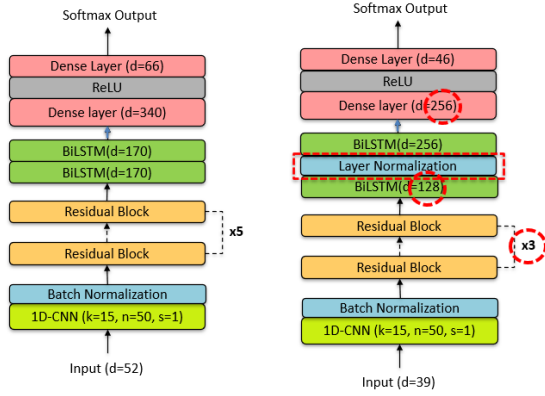 Softmax Output
Dense Layer (d=66)
ReLU
Dense layer (d=340)
BiLSTM(d=170)
BiLSTM(d=170)
Residual Block
x5
Residual Block
Batch Normalization
1D-CNN (k=15, n=50, s=1)
Input (d=52)
Softmax Output
Dense Layer (d=46)
ReLU
Dense layer (d=256)
BiLSTM(d=256)
Layer Normalization
BiLSTM(d=128)
Residual Block
x3
Residual Block
Batch Normalization
1D-CNN (k=15, n=50, s=1)
Input (d=39)